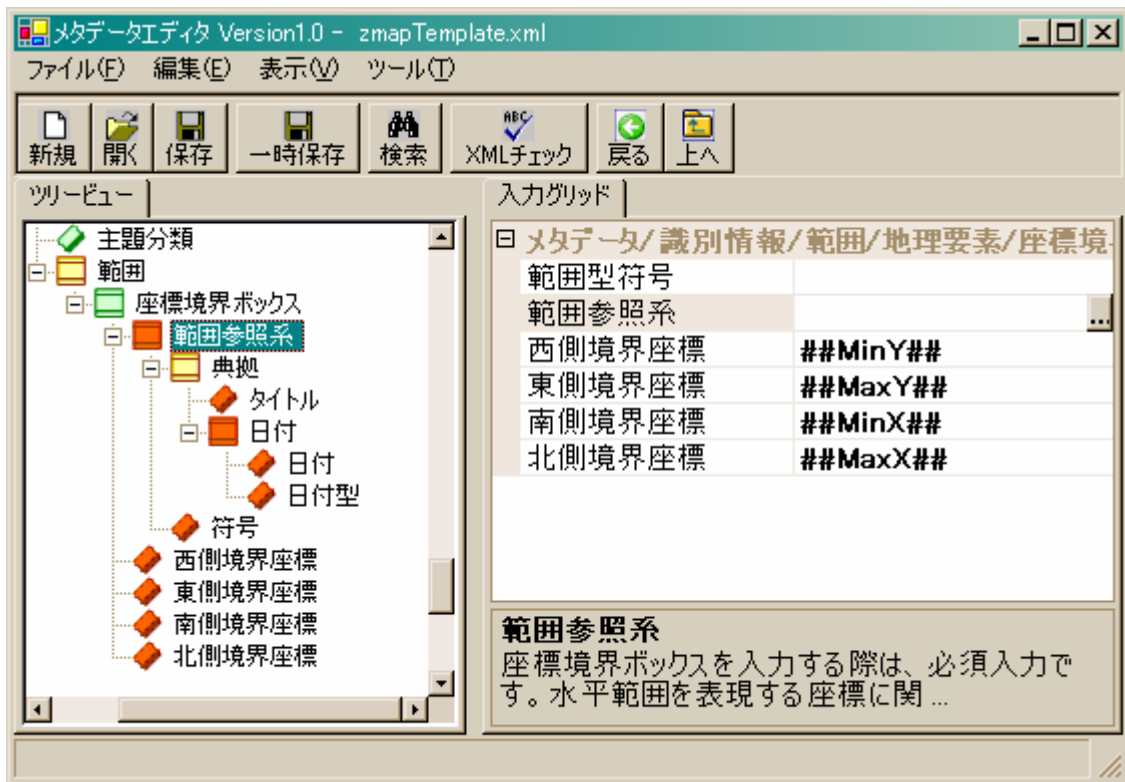 メタデータエディタ Version1.0 - zmapTemplate.xml
ファイル(F) 編集(E) 表示(V) ツール(T)
新規 開く 保存 一時保存 検索 XMLチェック 戻る 上へ
ツリービュー
主題分類
範囲
座標境界ボックス
範囲参照系
典拠
タイトル
日付
日付
日付型
符号
西側境界座標
東側境界座標
南側境界座標
北側境界座標
入力グリッド
メタデータ/識別情報/範囲/地理要素/座標境
範囲型符号
範囲参照系 ...
西側境界座標 ##MinY##
東側境界座標 ##MaxY##
南側境界座標 ##MinX##
北側境界座標 ##MaxX##
範囲参照系
座標境界ボックスを入力する際は、必須入力で
す。水平範囲を表現する座標に関 ...